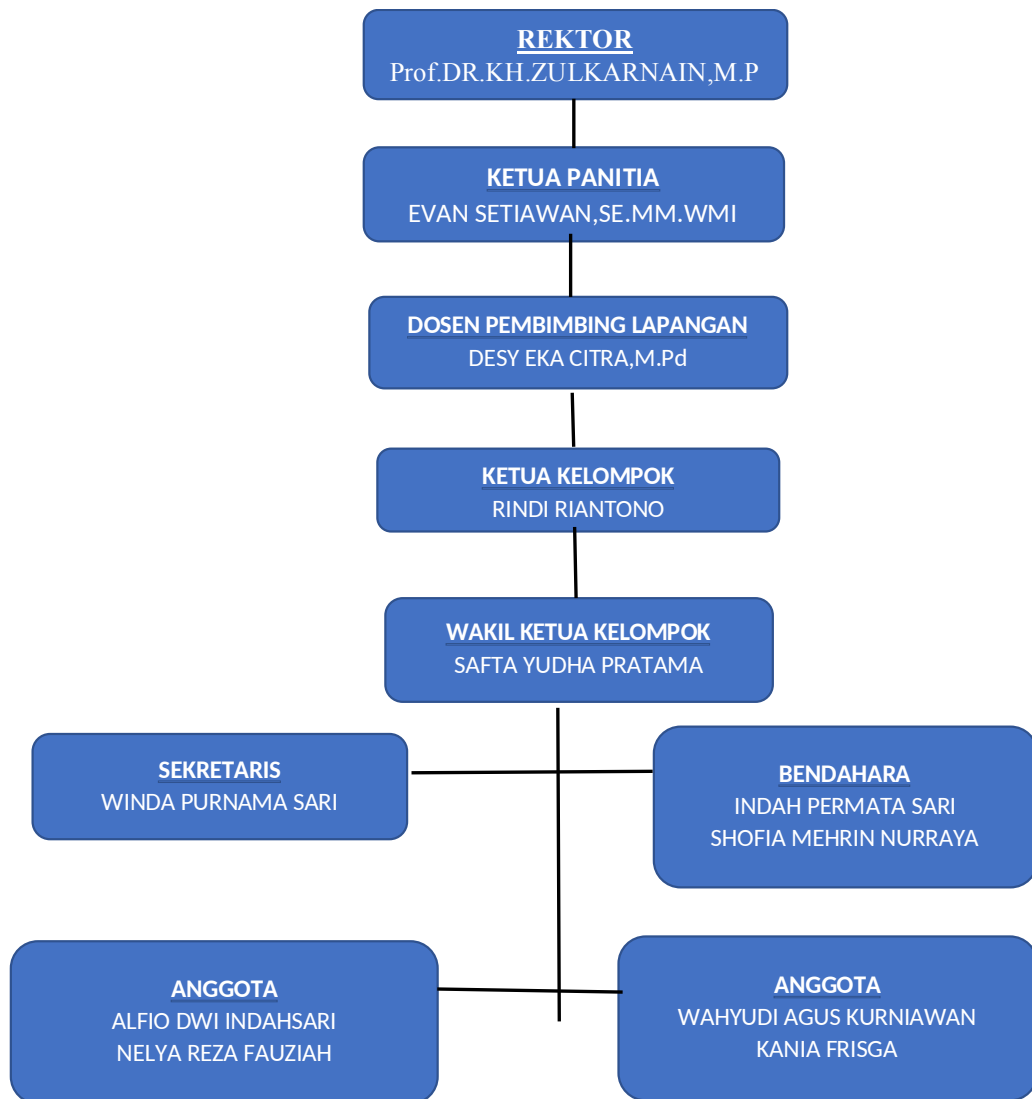 REKTOR
Prof.DR.KH.ZULKARNAIN,M.P
KETUA PANITIA
EVAN SETIAWAN,SE.MM.WMI
DOSEN PEMBIMBING LAPANGAN
DESY EKA CITRA,M.Pd
KETUA KELOMPOK
RINDI RIANTONO
WAKIL KETUA KELOMPOK
SAFTA YUDHA PRATAMA
SEKRETARIS
WINDA PURNAMA SARI
BENDAHARA
INDAH PERMATA SARI
SHOFIA MEHRIN NURRAYA
ANGGOTA
ALFIO DWI INDAHSARI
NELYA REZA FAUZIAH
ANGGOTA
WAHYUDI AGUS KURNIAWAN
KANIA FRISGA